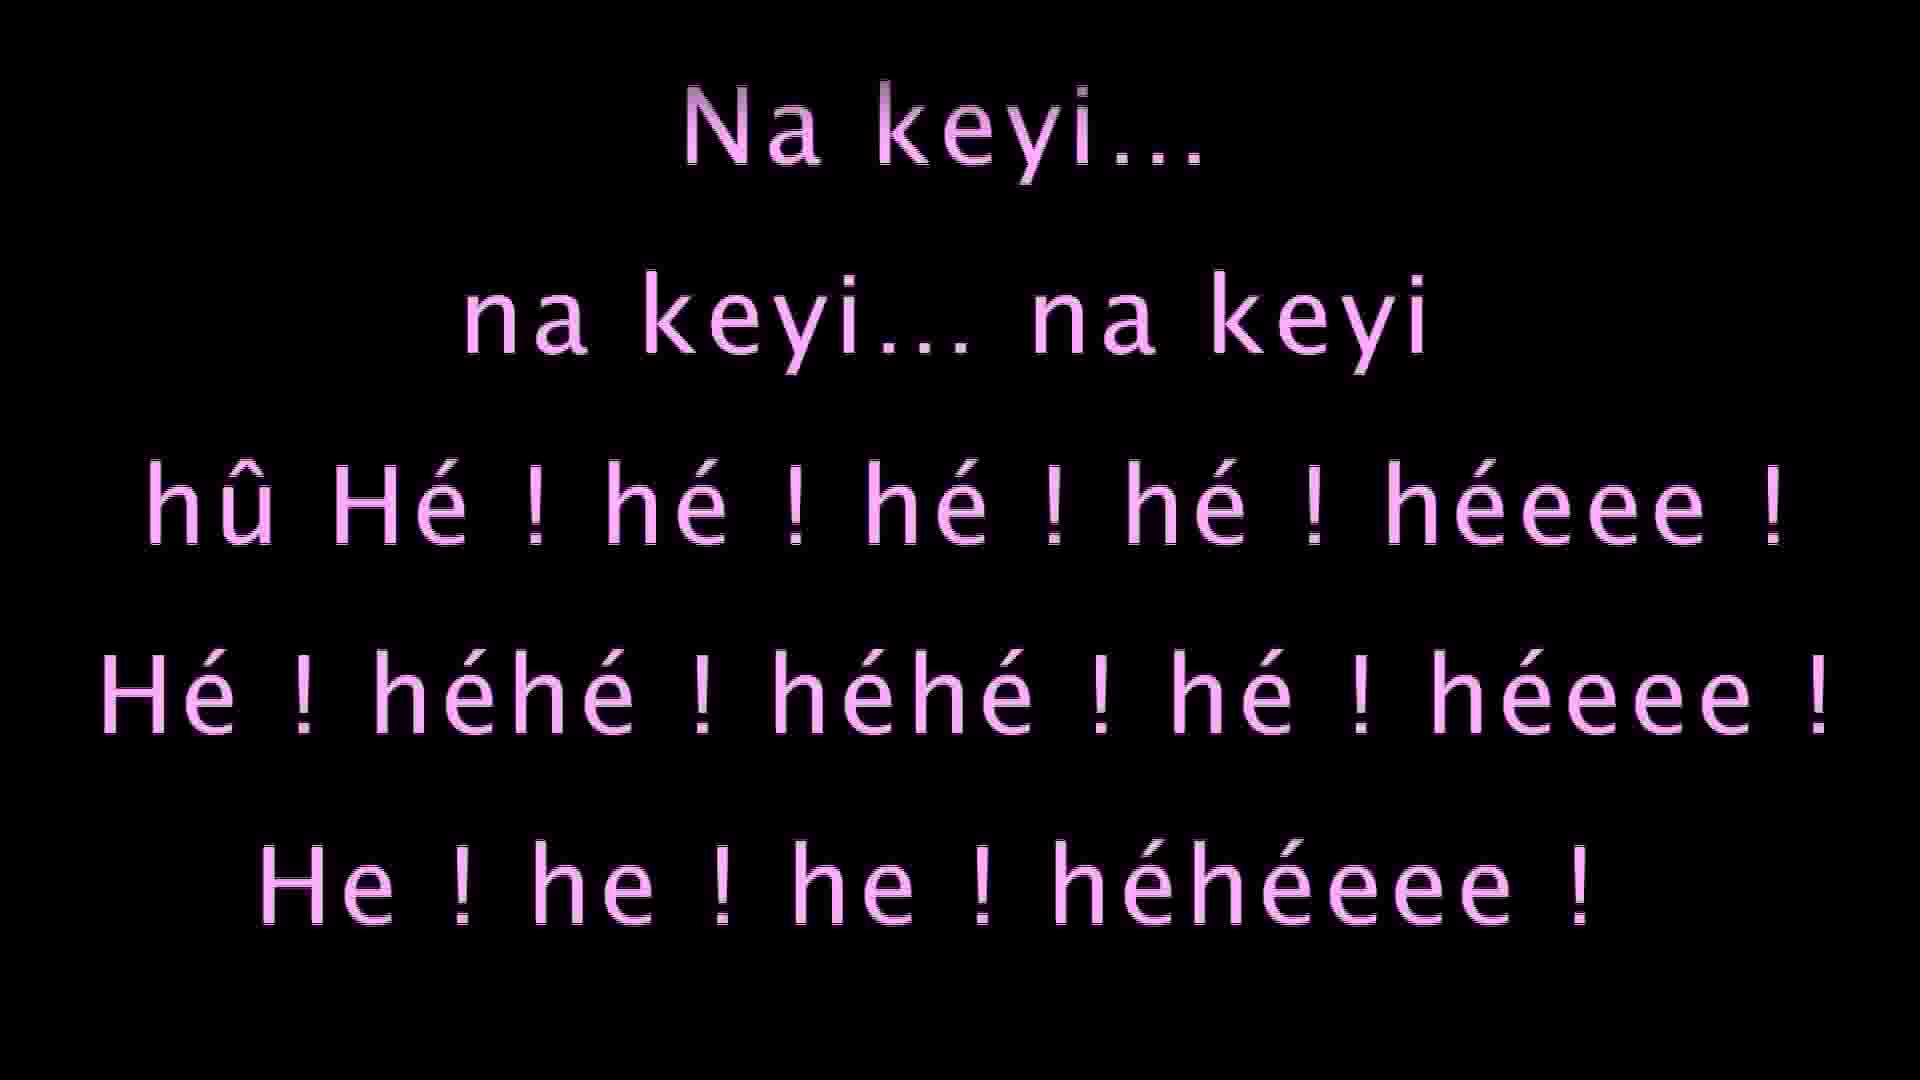 Na keyi...
na keyi... na keyi
hû Hé ! hé ! hé ! hé ! héeee !
Hé ! héhé ! héhé ! hé ! héeee !
He ! he ! he ! héhéeee !